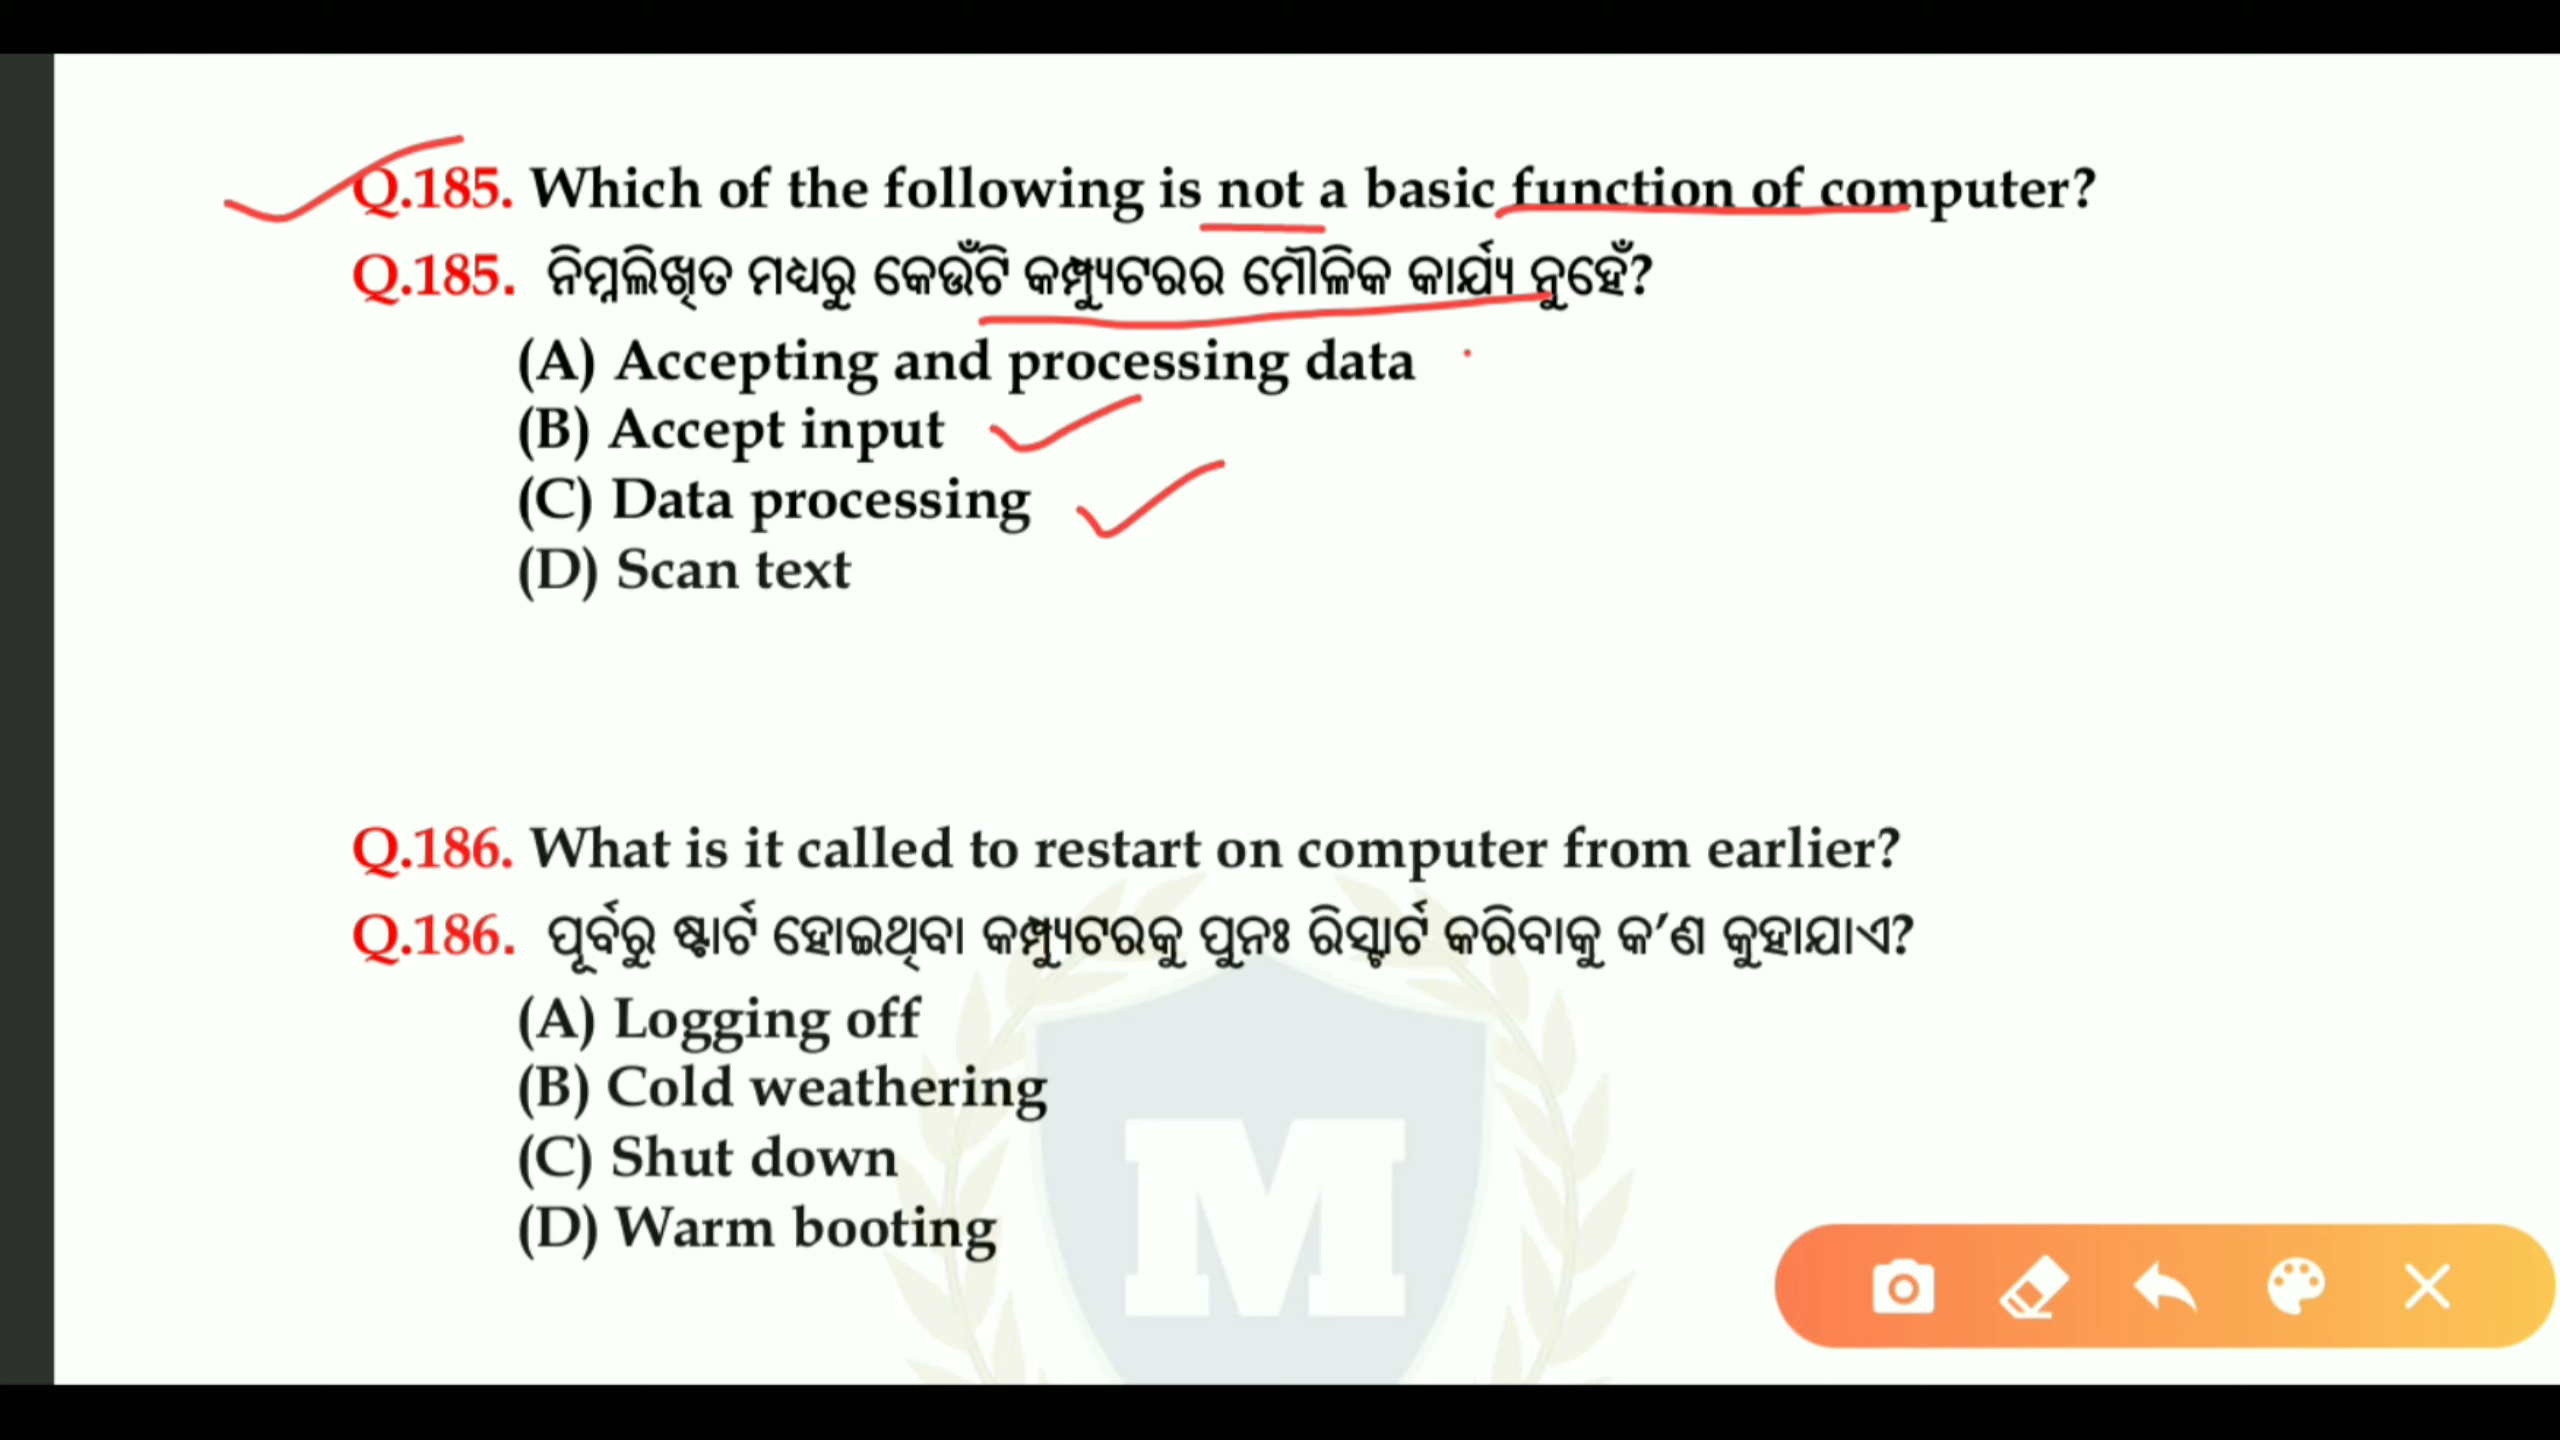 Q.185. Which of the following is not a basic function of computer?
Q.185. ନିମ୍ନଲିଖିତ ମଧ୍ୟରୁ କେଉଁଟି କମ୍ପ୍ୟୁଟରର ମୌଳିକ କାର୍ଯ୍ୟ ନୁହେଁ?
(A) Accepting and processing data
(B) Accept input
(C) Data processing
(D) Scan text
Q.186. What is it called to restart on computer from earlier?
Q.186. ପୂର୍ବରୁ ଷ୍ଟାର୍ଟ ହୋଇଥିବା କମ୍ପ୍ୟୁଟରକୁ ପୁନଃ ରିସ୍ଟାର୍ଟ କରିବାକୁ କ'ଣ କୁହାଯାଏ?
(A) Logging off
(B) Cold weathering
(C) Shut down
(D) Warm booting
M